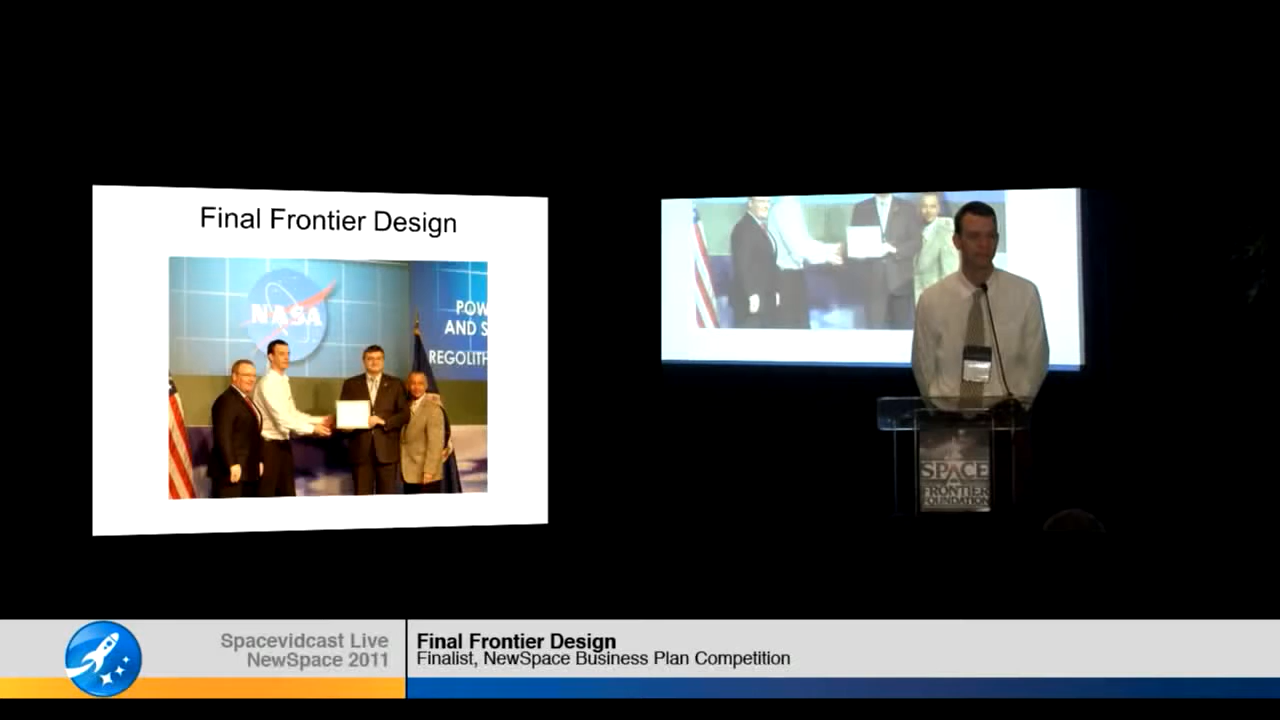 Final Frontier Design
NASA
POW
AND S
REGOLITH
SPACE
FRONTIER
FOUNDATION
Spacevidcast Live
NewSpace 2011
Final Frontier Design
Finalist, NewSpace Business Plan Competition